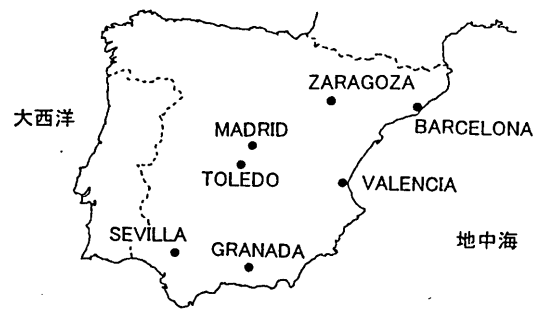 ZARAGOZA
大西洋
BARCELONA
MADRID
TOLEDO
VALENCIA
SEVILLA
GRANADA
地中海